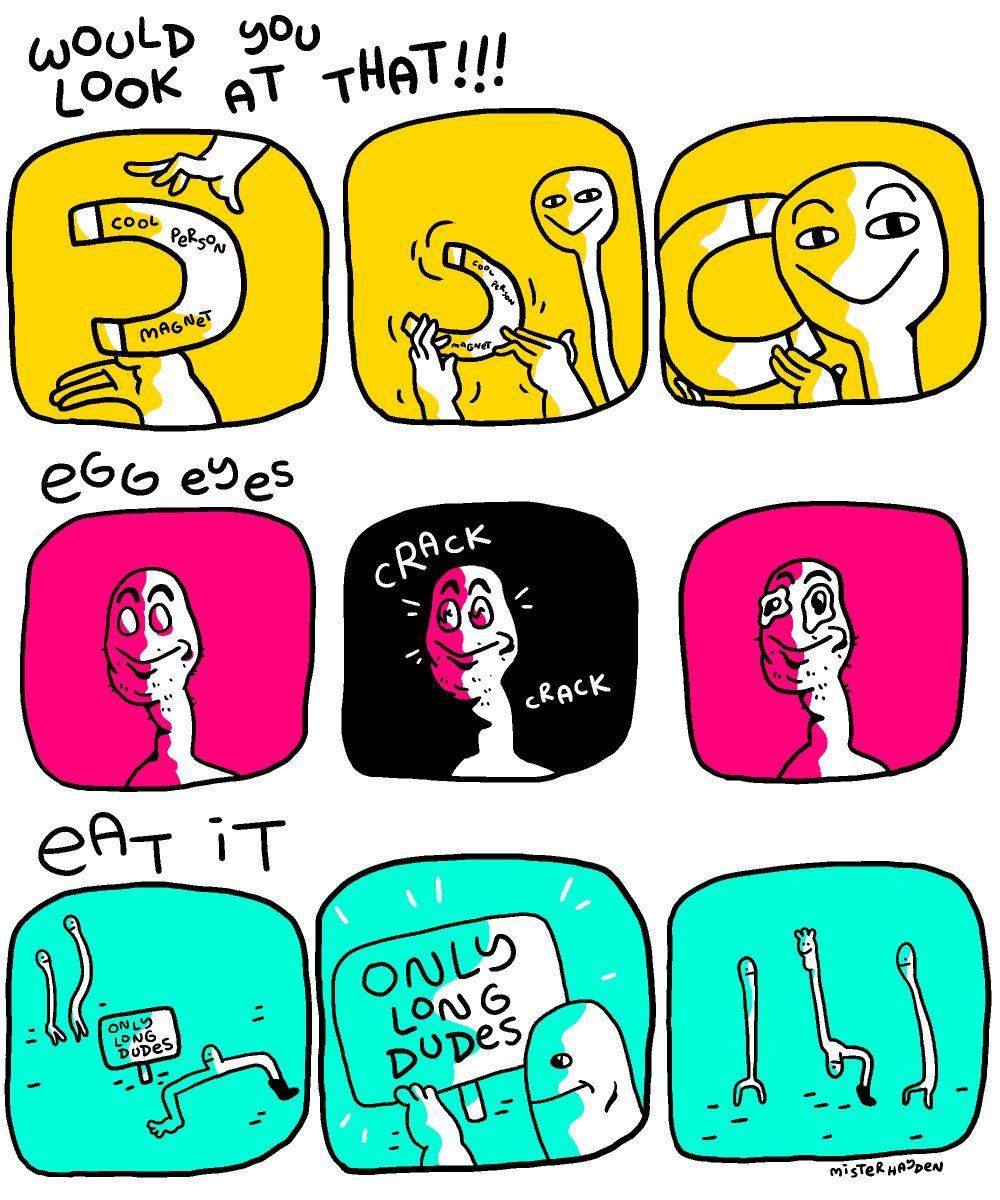 WOULD YOU
LOOK AT THAT!!!
COOL PERSON
MAGNET
COOL PERSON
MAGNET
EGG EYES
CRACK
CRACK
EAT IT
ONLY
LONG
DUDES
ONLY
LONG
DUDES
MISTER HAYDEN